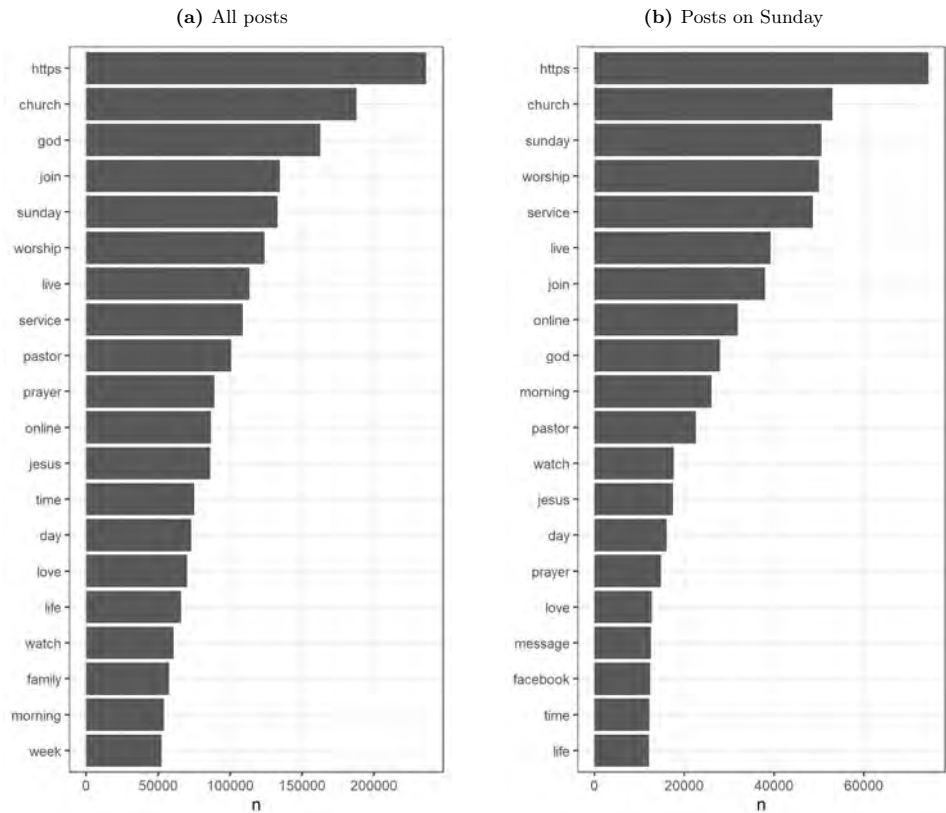 (a) All posts
https
church
god
join
sunday
worship
live
service
pastor
prayer
online
jesus
time
day
love
life
watch
family
morning
week
0 50000 100000 150000 200000
n
(b) Posts on Sunday
https
church
sunday
worship
service
live
join
online
god
morning
pastor
watch
jesus
day
prayer
love
message
facebook
time
life
0 20000 40000 60000
n